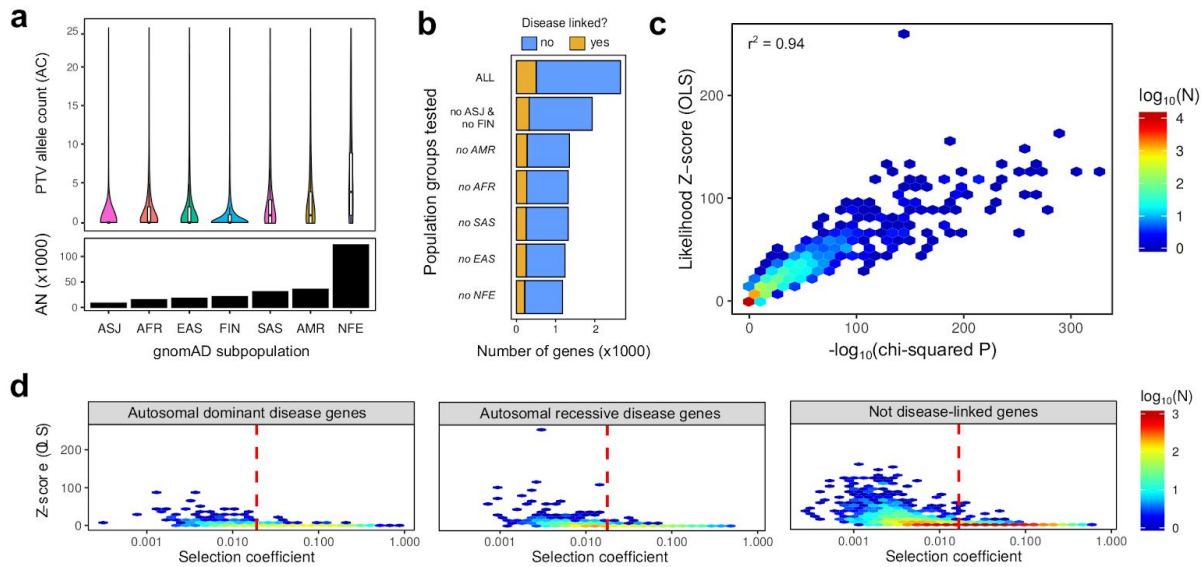 a
PTV allele count (AC)
25
20
15
10
5
0
AN (x1000)
100
50
0
ASJ AFR EAS FIN SAS AMR NFE
gnomAD subpopulation
b
Disease linked?
no yes
Population groups tested
ALL
no ASJ &
no FIN
no AMR
no AFR
no SAS
no EAS
no NFE
0 1 2
Number of genes (x1000)
c
r² = 0.94
Likelihood Z-score (OLS)
200
100
0
0 100 200 300
-log₁₀(chi-squared P)
log₁₀(N)
4
3
2
1
0
d
Autosomal dominant disease genes
Autosomal recessive disease genes
Not disease-linked genes
Z-score (OLS)
200
100
0
0.001 0.010 0.100 1.000
Selection coefficient
0.001 0.010 0.100 1.000
Selection coefficient
0.001 0.010 0.100 1.000
Selection coefficient
log₁₀(N)
3
2
1
0